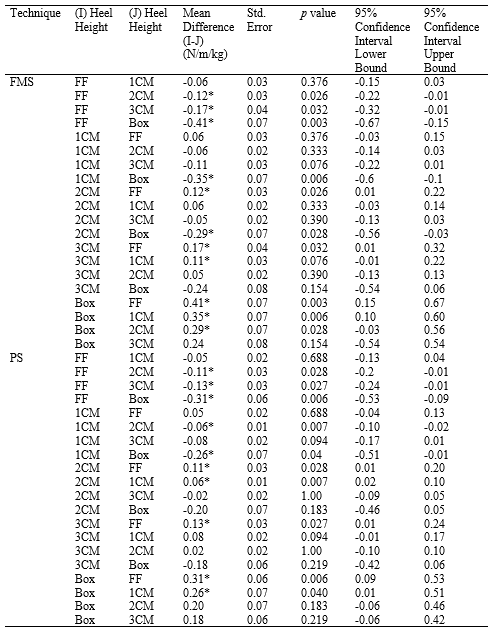 Technique (I) Heel Height (J) Heel Height Mean Difference (I-J) (N/m/kg) Std. Error p value 95% Confidence Interval Lower Bound 95% Confidence Interval Upper Bound
FMS FF 1CM -0.06 0.03 0.376 -0.15 0.03
FF 2CM -0.12* 0.03 0.026 -0.22 -0.01
FF 3CM -0.17* 0.04 0.032 -0.32 -0.01
FF Box -0.41* 0.07 0.003 -0.67 -0.15
1CM FF 0.06 0.03 0.376 -0.03 0.15
1CM 2CM -0.06 0.02 0.333 -0.14 0.03
1CM 3CM -0.11 0.03 0.076 -0.22 0.01
1CM Box -0.35* 0.07 0.006 -0.6 -0.1
2CM FF 0.12* 0.03 0.026 0.01 0.22
2CM 1CM 0.06 0.02 0.333 -0.03 0.14
2CM 3CM -0.05 0.02 0.390 -0.13 0.03
2CM Box -0.29* 0.07 0.028 -0.56 -0.03
3CM FF 0.17* 0.04 0.032 0.01 0.32
3CM 1CM 0.11* 0.03 0.076 -0.01 0.22
3CM 2CM 0.05 0.02 0.390 -0.13 0.13
3CM Box -0.24 0.08 0.154 -0.54 0.06
Box FF 0.41* 0.07 0.003 0.15 0.67
Box 1CM 0.35* 0.07 0.006 0.10 0.60
Box 2CM 0.29* 0.07 0.028 -0.03 0.56
Box 3CM 0.24 0.08 0.154 -0.54 0.54
PS FF 1CM -0.05 0.02 0.688 -0.13 0.04
FF 2CM -0.11* 0.03 0.028 -0.2 -0.01
FF 3CM -0.13* 0.03 0.027 -0.24 -0.01
FF Box -0.31* 0.06 0.006 -0.53 -0.09
1CM FF 0.05 0.02 0.688 -0.04 0.13
1CM 2CM -0.06* 0.01 0.007 -0.10 -0.02
1CM 3CM -0.08 0.02 0.094 -0.17 0.01
1CM Box -0.26* 0.07 0.04 -0.51 -0.01
2CM FF 0.11* 0.03 0.028 0.01 0.20
2CM 1CM 0.06* 0.01 0.007 0.02 0.10
2CM 3CM -0.02 0.02 1.00 -0.09 0.05
2CM Box -0.20 0.07 0.183 -0.46 0.05
3CM FF 0.13* 0.03 0.027 0.01 0.24
3CM 1CM 0.08 0.02 0.094 -0.01 0.17
3CM 2CM 0.02 0.02 1.00 -0.10 0.10
3CM Box -0.18 0.06 0.219 -0.42 0.06
Box FF 0.31* 0.06 0.006 0.09 0.53
Box 1CM 0.26* 0.07 0.040 0.01 0.51
Box 2CM 0.20 0.07 0.183 -0.06 0.46
Box 3CM 0.18 0.06 0.219 -0.06 0.42